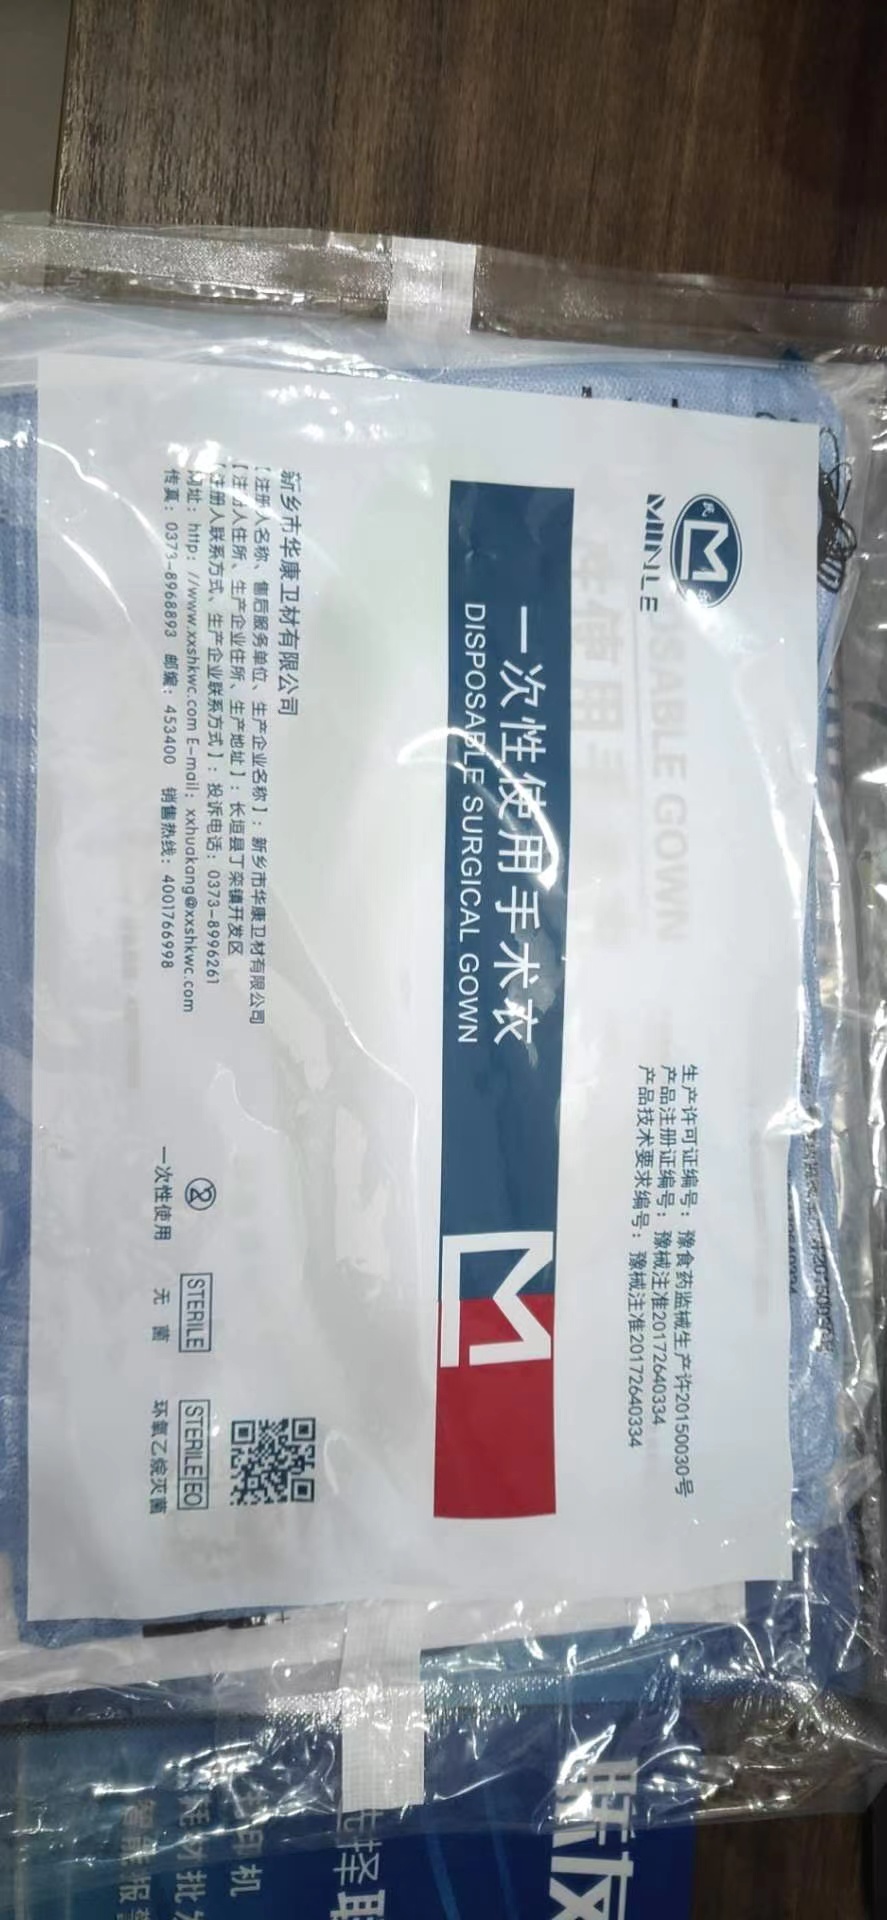 民 M 乐
MINLE
生产许可证编号：豫食药监械生产许20150030号
产品注册证编号：豫械注准20172640334
产品技术要求编号：豫械注准20172640334
一次性使用手术衣
DISPOSABLE SURGICAL GOWN
M
新乡市华康卫材有限公司
【注册人名称、售后服务单位、生产企业名称】：新乡市华康卫材有限公司
【注册人住所、生产企业住所、生产地址】：长垣县丁栾镇开发区
【注册人联系方式、生产企业联系方式】：投诉电话：0373-8996261
网址：http: //www.xxshkwc.com E-mail: xxhuakang@xxshkwc.com
传真：0373-8968893 邮编：453400 销售热线：4001766998
2
一次性使用
STERILE
无菌
STERILE EO
环氧乙烷灭菌